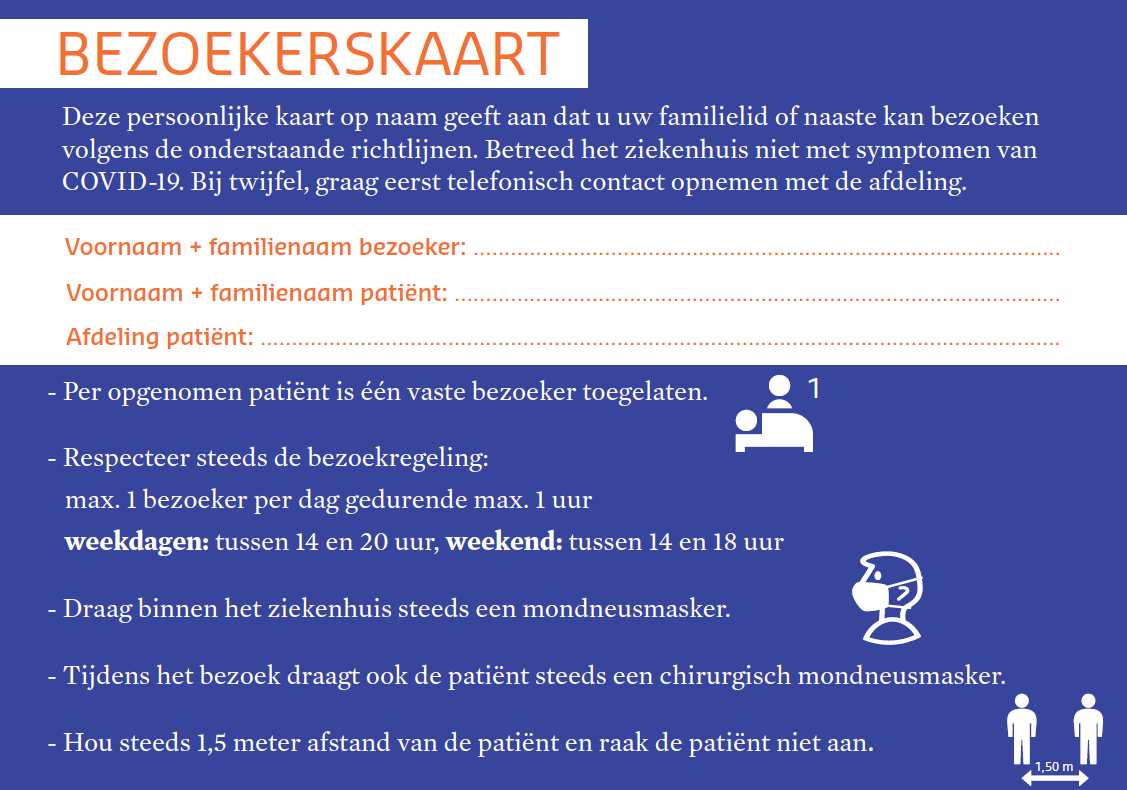 BEZOEKERSKAART
Deze persoonlijke kaart op naam geeft aan dat u uw familielid of naaste kan bezoeken
volgens de onderstaande richtlijnen. Betreed het ziekenhuis niet met symptomen van
COVID-19. Bij twijfel, graag eerst telefonisch contact opnemen met de afdeling.
Voornaam + familienaam bezoeker: ................................................................................
Voornaam + familienaam patiënt: ................................................................................
Afdeling patiënt: ................................................................................
- Per opgenomen patiënt is één vaste bezoeker toegelaten.
1
- Respecteer steeds de bezoekregeling:
max. 1 bezoeker per dag gedurende max. 1 uur
weekdagen: tussen 14 en 20 uur, weekend: tussen 14 en 18 uur
- Draag binnen het ziekenhuis steeds een mondneusmasker.
- Tijdens het bezoek draagt ook de patiënt steeds een chirurgisch mondneusmasker.
- Hou steeds 1,5 meter afstand van de patiënt en raak de patiënt niet aan.
1,50 m